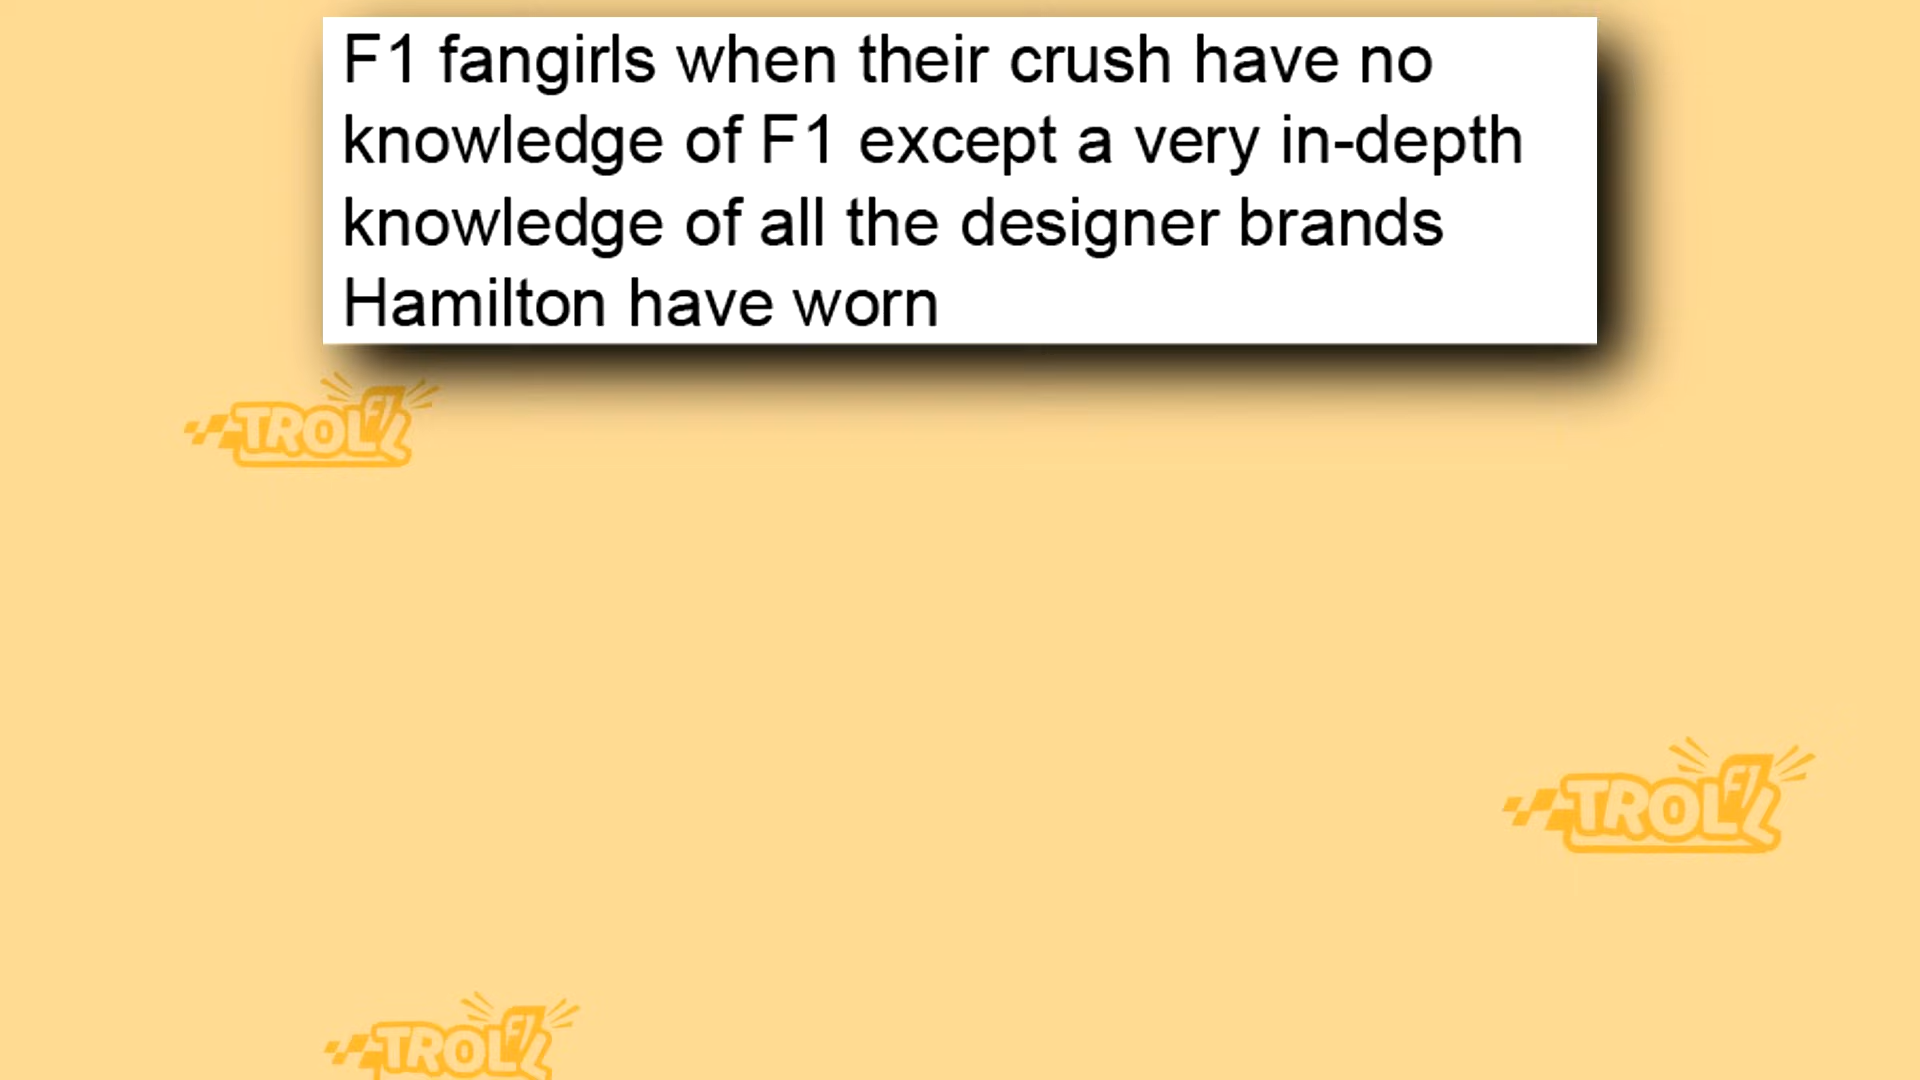 F1 fangirls when their crush have no
knowledge of F1 except a very in-depth
knowledge of all the designer brands
Hamilton have worn
TROLL F1
TROLL F1
TROLL F1